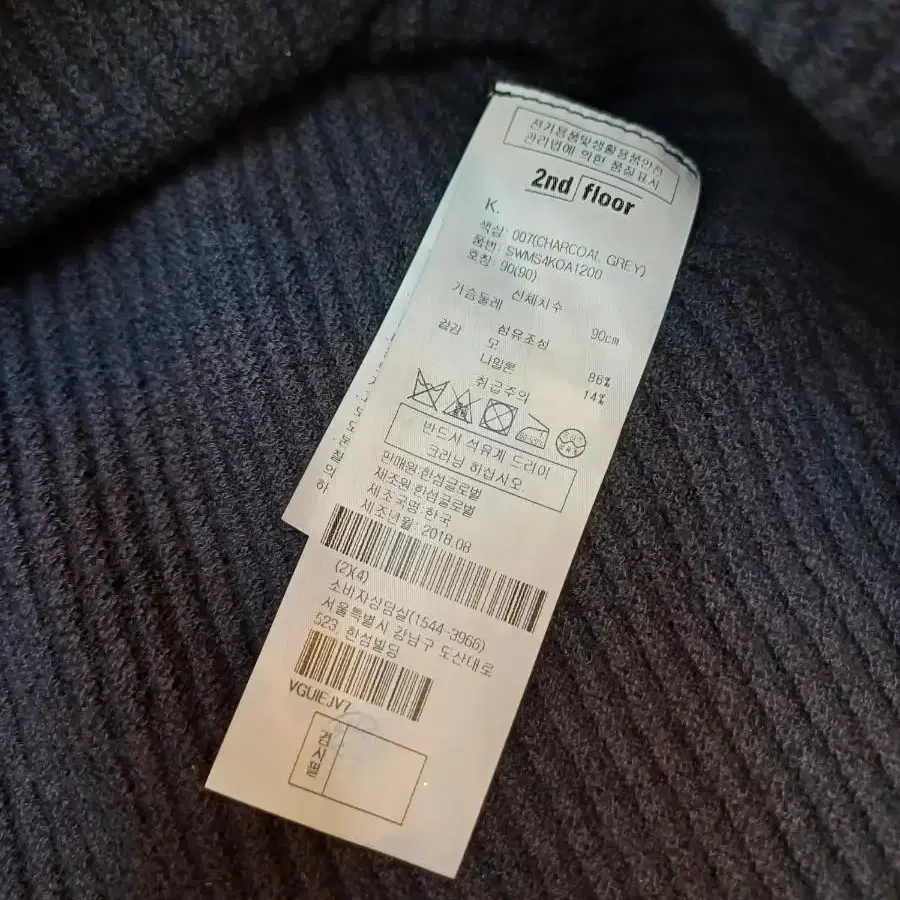 전기용품및생활용품안전
관리법에 의한 품질표시
2nd floor
K.
색상: 007(CHARCOAL GREY)
품번: SWMS4KOA1200
호칭: 90(90)
신체치수
가슴둘레 90cm
섬유조성
겉감 모 86%
나일론 14%
취급주의
반드시 석유계 드라이
크리닝 하십시오.
판매원:한섬글로벌
제조원:한섬글로벌
제조국명:한국
제조년월: 2018.08
(2)(4)
소비자상담실(1544-3966)
서울특별시 강남구 도산대로
523, 한섬빌딩
VGUIEJV7
검사필